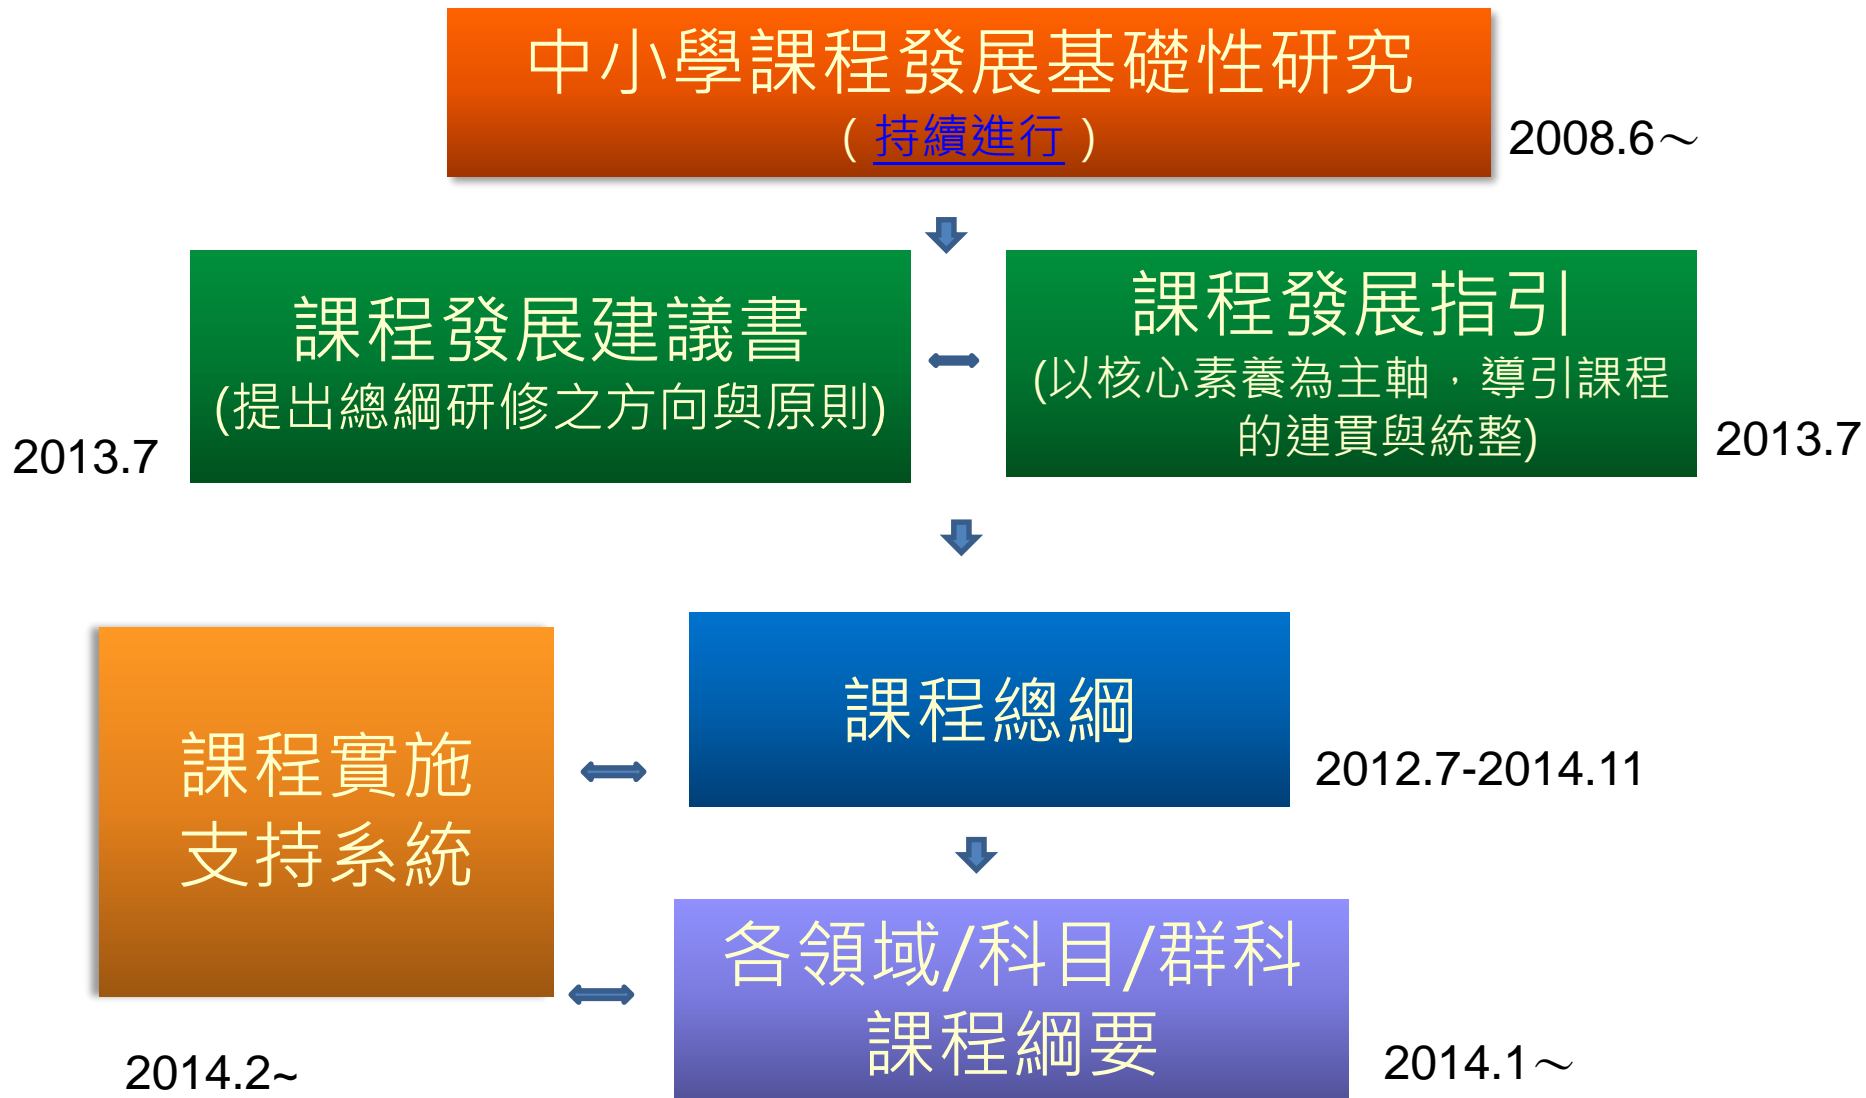 中小學課程發展基礎性研究
(持續進行)
2008.6～
課程發展建議書
(提出總綱研修之方向與原則)
2013.7
課程發展指引
(以核心素養為主軸，導引課程
的連貫與統整)
2013.7
課程總綱
2012.7-2014.11
課程實施
支持系統
2014.2~
各領域/科目/群科
課程綱要
2014.1～